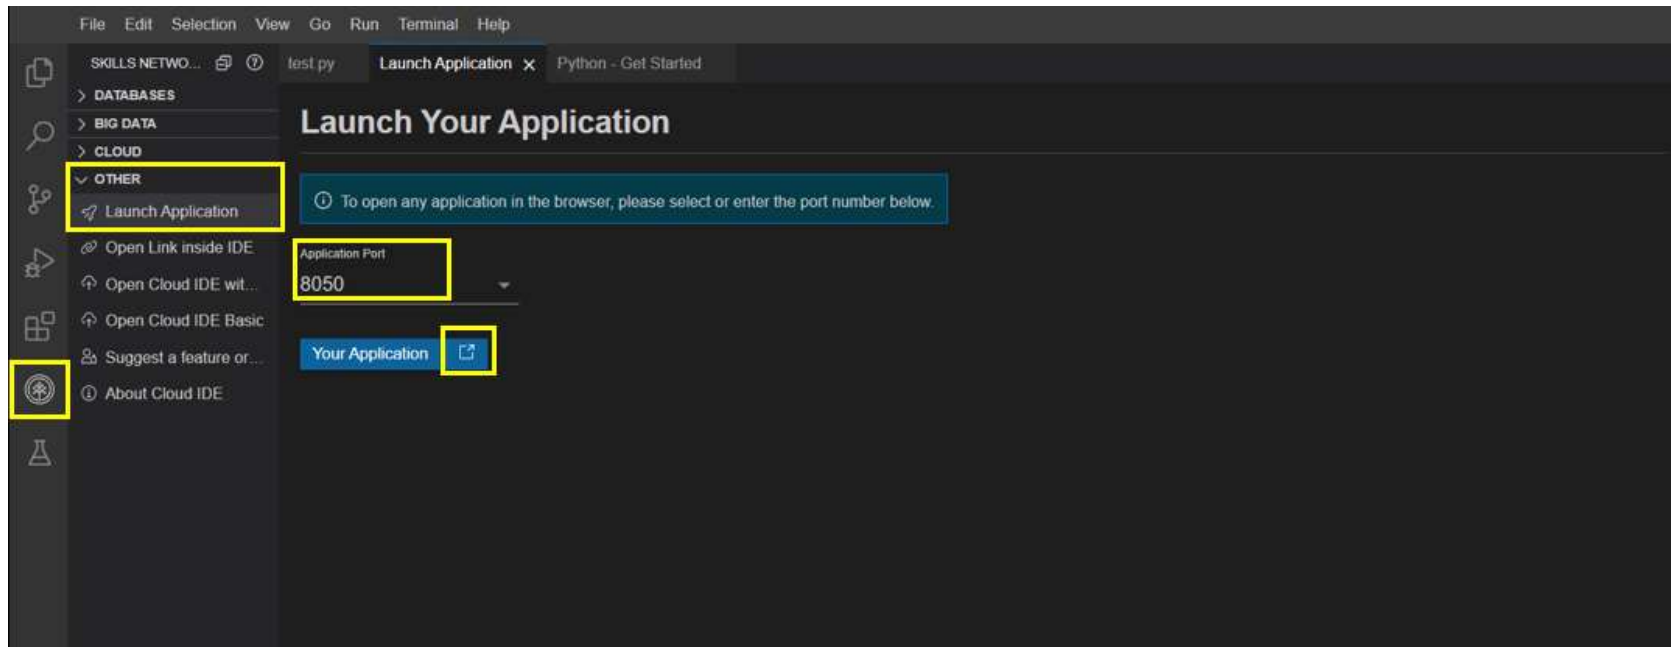 File Edit Selection View Go Run Terminal Help
SKILLS NETWO...
test.py Launch Application Python - Get Started
DATABASES
BIG DATA
CLOUD
OTHER
Launch Application
Open Link inside IDE
Open Cloud IDE wit...
Open Cloud IDE Basic
Suggest a feature or...
About Cloud IDE
Launch Your Application
To open any application in the browser, please select or enter the port number below.
Application Port
8050
Your Application